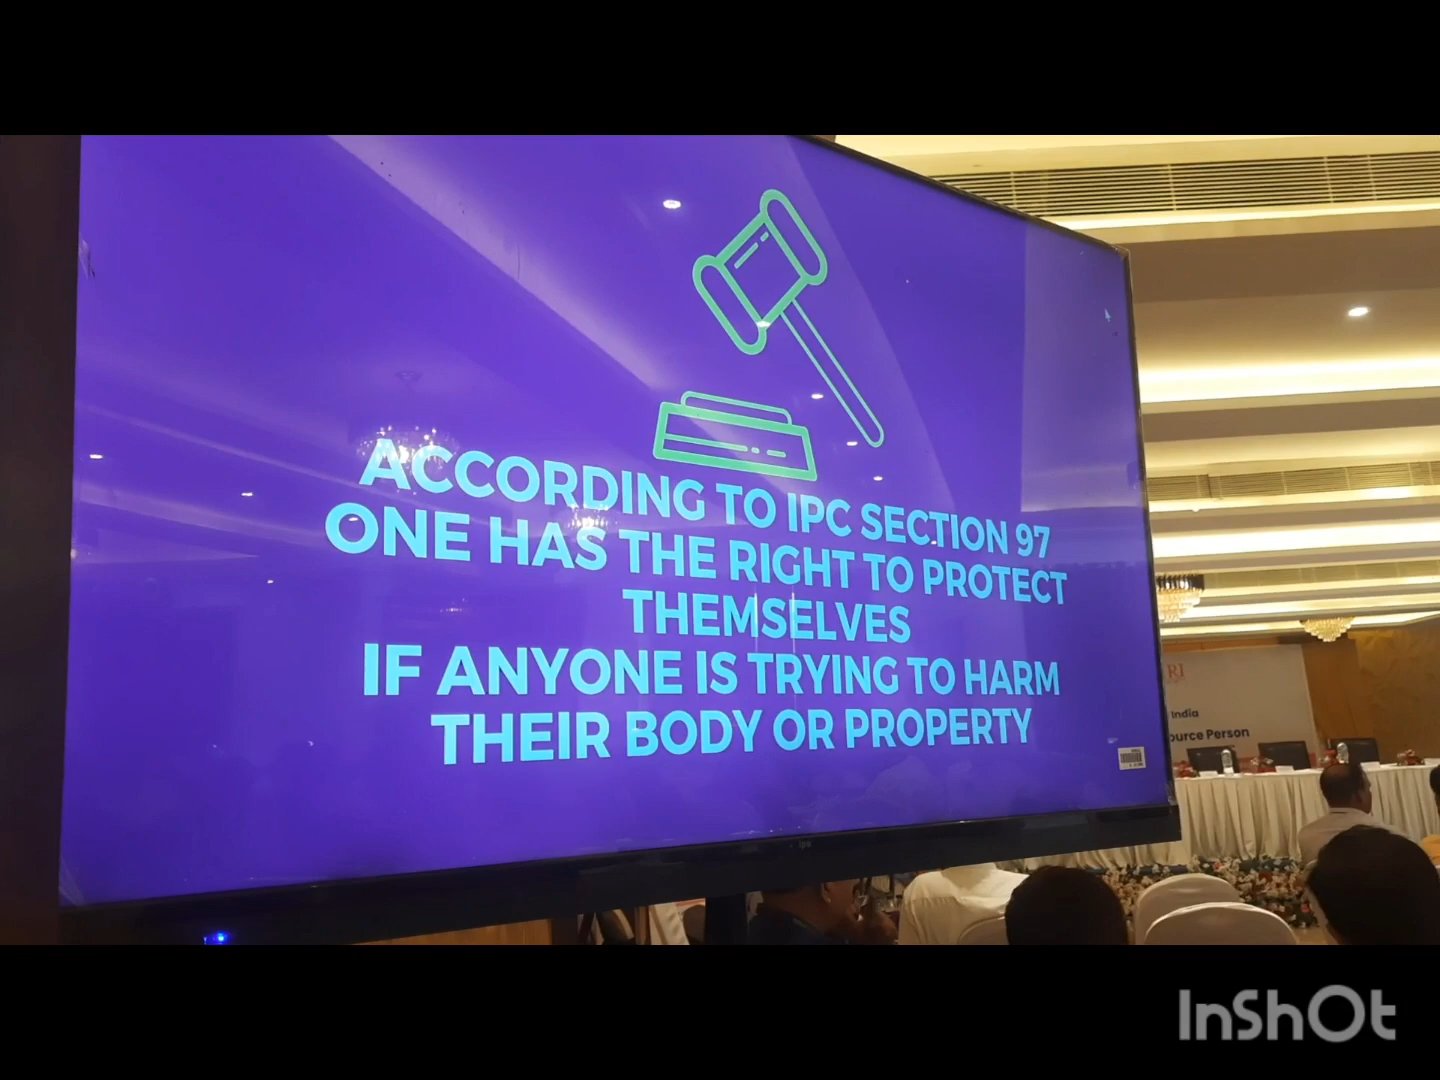 ACCORDING TO IPC SECTION 97
ONE HAS THE RIGHT TO PROTECT
THEMSELVES
IF ANYONE IS TRYING TO HARM
THEIR BODY OR PROPERTY
RI
India
ource Person
InShOt